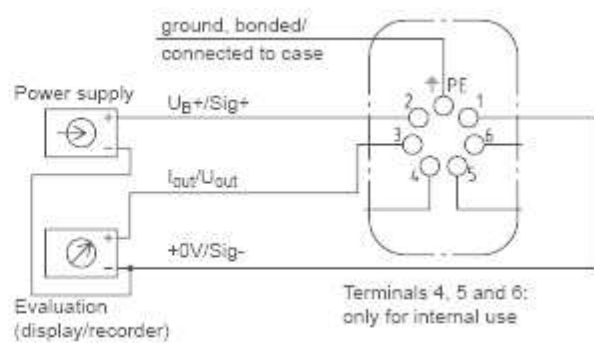 ground, bonded/
connected to case
Power supply
UB+/Sig+
PE
2
1
3
6
4
5
+
−
Iout/Uout
+
−
+0V/Sig-
Evaluation
(display/recorder)
Terminals 4, 5 and 6:
only for internal use